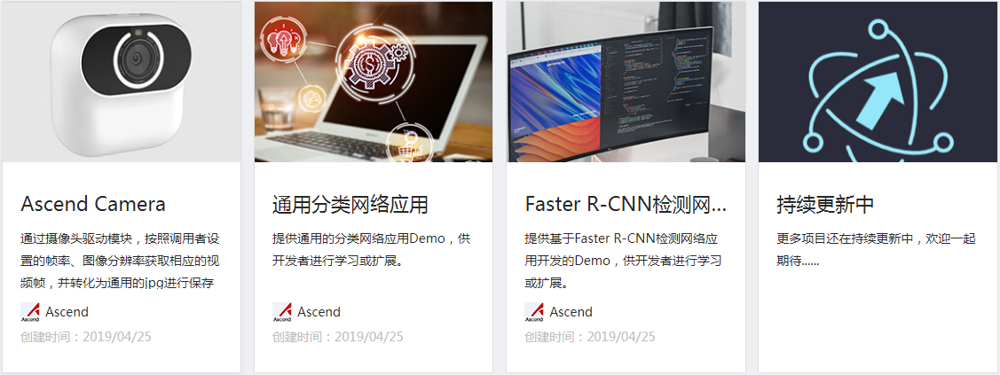 Ascend Camera
通过摄像头驱动模块，按照调用者设
置的帧率、图像分辨率获取相应的视
频帧，并转化为通用的jpg进行保存
Ascend
Ascend
创建时间：2019/04/25
通用分类网络应用
提供通用的分类网络应用Demo，供
开发者进行学习或扩展。
Ascend
Ascend
创建时间：2019/04/25
Faster R-CNN检测网...
提供基于Faster R-CNN检测网络应
用开发的Demo，供开发者进行学习
或扩展。
Ascend
Ascend
创建时间：2019/04/25
持续更新中
更多项目还在持续更新中，欢迎一起
期待......